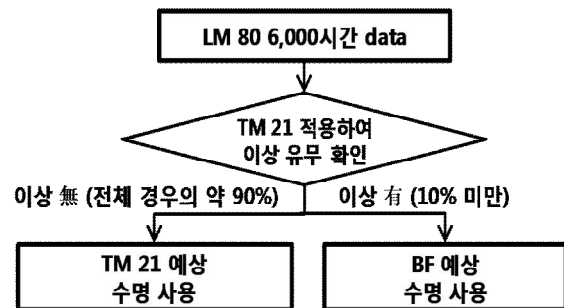 LM 80 6,000시간 data
TM 21 적용하여
이상 유무 확인
이상 無 (전체 경우의 약 90%)
이상 有 (10% 미만)
TM 21 예상
수명 사용
BF 예상
수명 사용